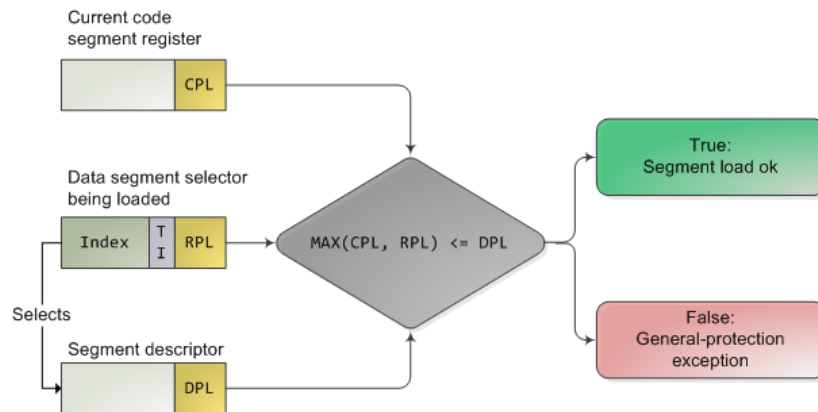 Current code
segment register
CPL
Data segment selector
being loaded
Index
T
I
RPL
Selects
Segment descriptor
DPL
MAX(CPL, RPL) <= DPL
True:
Segment load ok
False:
General-protection
exception